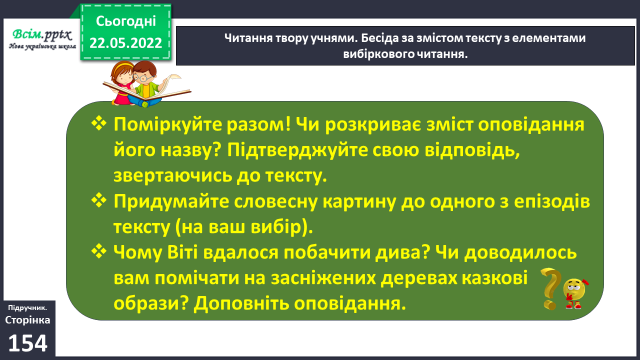 Всім.pptx
Нова українська школа
Сьогодні
22.05.2022
Читання твору учнями. Бесіда за змістом тексту з елементами
вибіркового читання.
❖ Поміркуйте разом! Чи розкриває зміст оповідання
його назву? Підтверджуйте свою відповідь,
звертаючись до тексту.
❖ Придумайте словесну картину до одного з епізодів
тексту (на ваш вибір).
❖ Чому Віті вдалося побачити дива? Чи доводилось
вам помічати на засніжених деревах казкові
образи? Доповніть оповідання.
Підручник.
Сторінка
154